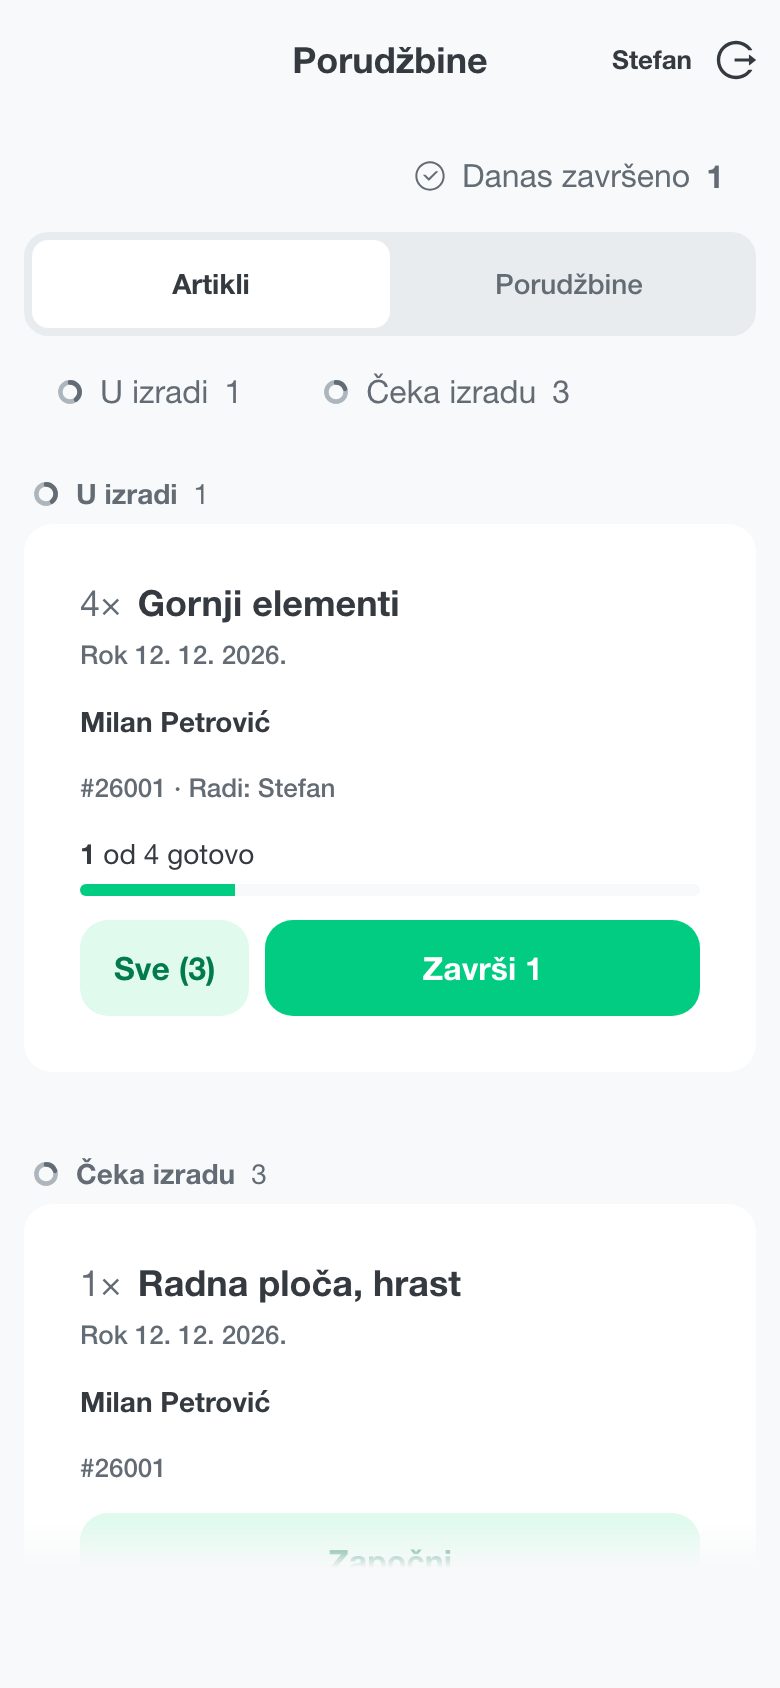 Porudžbine
Stefan
Danas završeno 1
Artikli
Porudžbine
U izradi 1
Čeka izradu 3
U izradi 1
4× Gornji elementi
Rok 12. 12. 2026.
Milan Petrović
#26001 · Radi: Stefan
1 od 4 gotovo
Sve (3)
Završi 1
Čeka izradu 3
1× Radna ploča, hrast
Rok 12. 12. 2026.
Milan Petrović
#26001
Započni